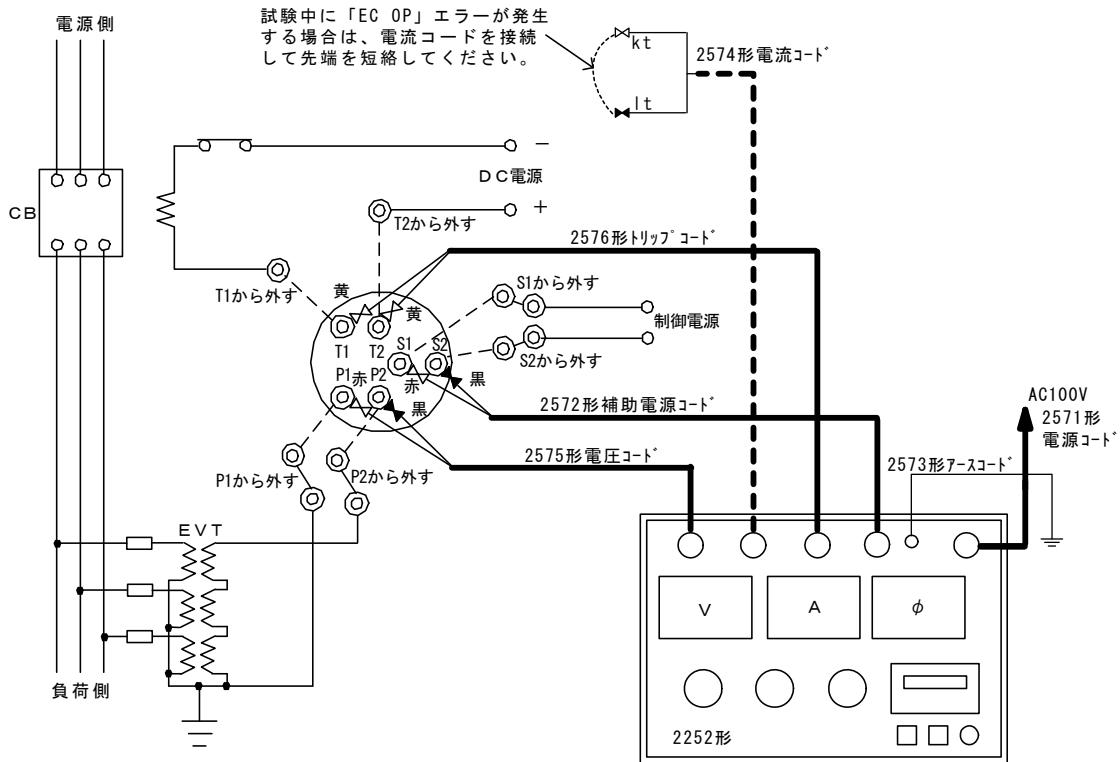 電源側
試験中に「EC OP」エラーが発生
する場合は、電流コードを接続
して先端を短絡してください。
kt
lt
2574形電流ｺｰﾄﾞ
CB
−
DC電源
+
T2から外す
2576形ﾄﾘｯﾌﾟｺｰﾄﾞ
T1から外す
黄
黄
S1から外す
制御電源
S2から外す
T1
T2
S1
S2
P1
赤
P2
赤
黒
黒
2572形補助電源ｺｰﾄﾞ
AC100V
2571形
電源ｺｰﾄﾞ
2575形電圧ｺｰﾄﾞ
2573形ｱｰｽｺｰﾄﾞ
P1から外す
P2から外す
EVT
V
A
φ
負荷側
2252形